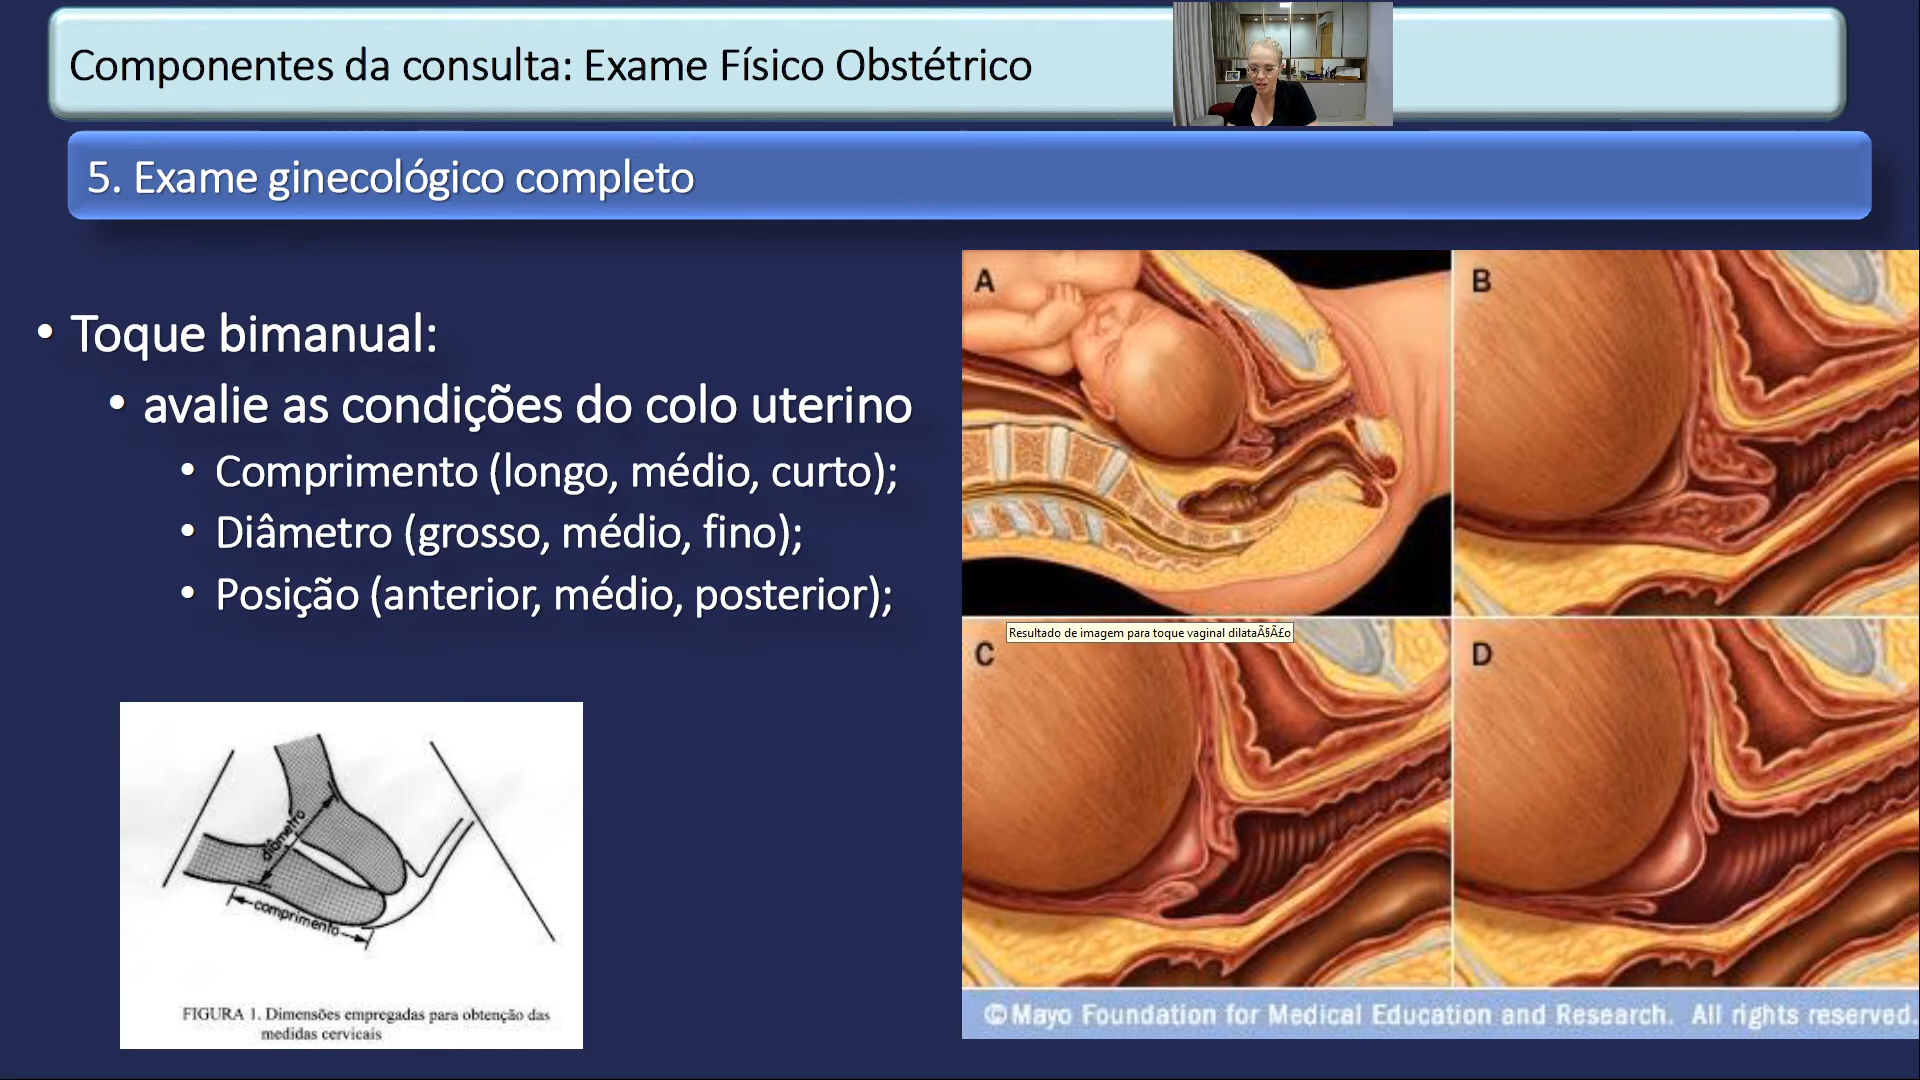 Componentes da consulta: Exame Físico Obstétrico
5. Exame ginecológico completo
• Toque bimanual:
• avalie as condições do colo uterino
• Comprimento (longo, médio, curto);
• Diâmetro (grosso, médio, fino);
• Posição (anterior, médio, posterior);
diâmetro
comprimento
FIGURA 1. Dimensões empregadas para obtenção das
medidas cervicais
A
B
Resultado de imagem para toque vaginal dilataÃ§Ã£o
C
D
©Mayo Foundation for Medical Education and Research. All rights reserved.